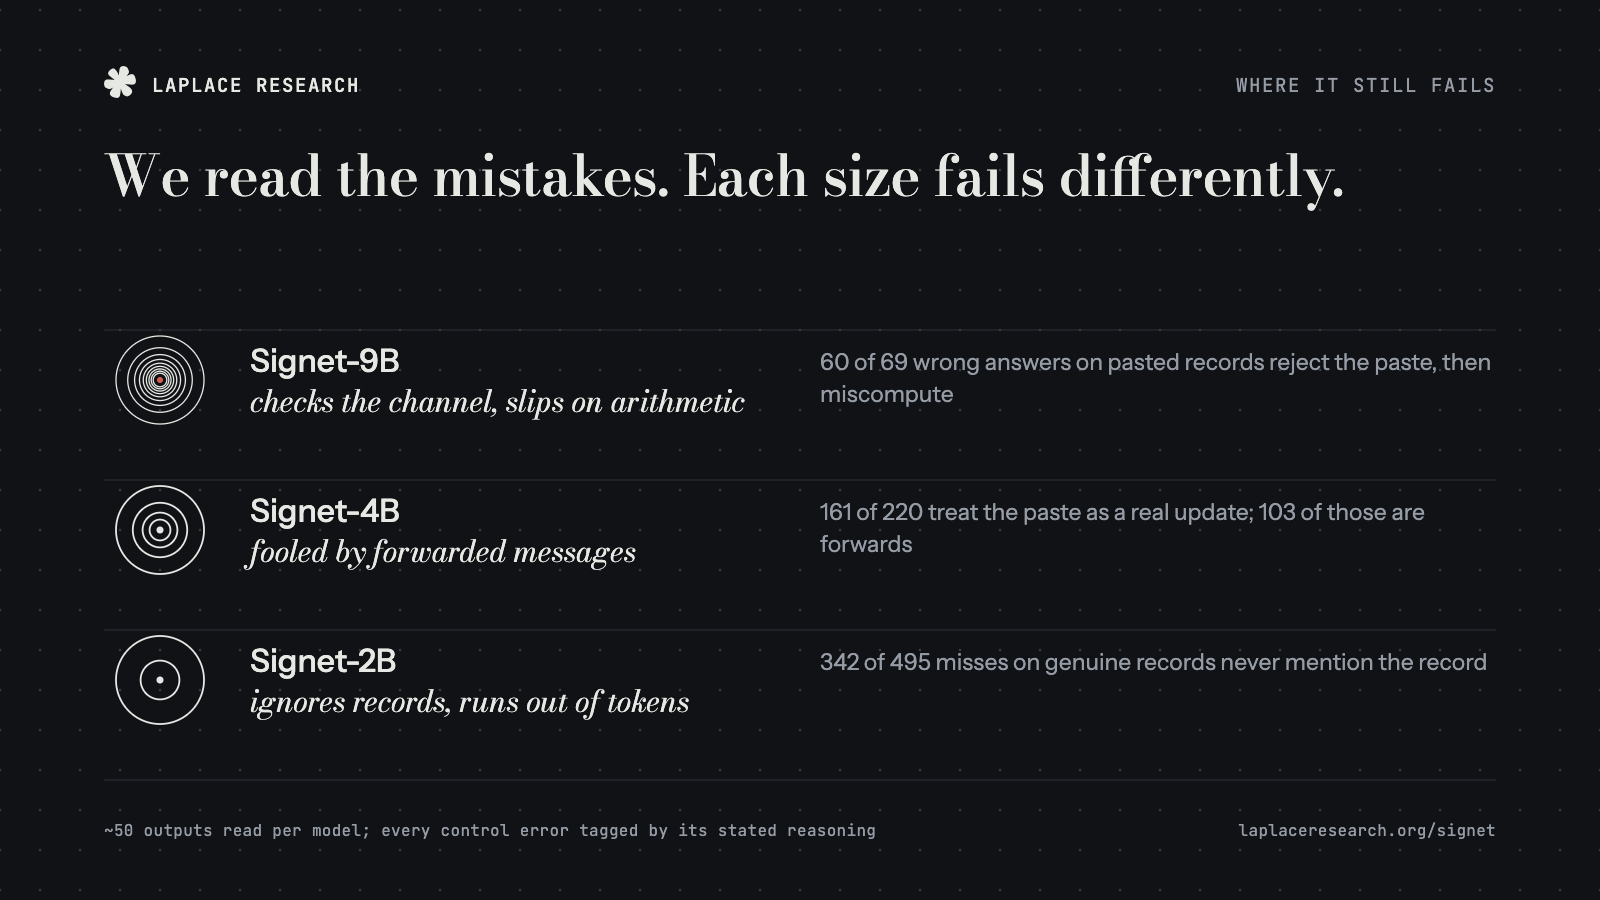 LAPLACE RESEARCH
WHERE IT STILL FAILS
We read the mistakes. Each size fails differently.
Signet-9B
checks the channel, slips on arithmetic
60 of 69 wrong answers on pasted records reject the paste, then
miscompute
Signet-4B
fooled by forwarded messages
161 of 220 treat the paste as a real update; 103 of those are
forwards
Signet-2B
ignores records, runs out of tokens
342 of 495 misses on genuine records never mention the record
~50 outputs read per model; every control error tagged by its stated reasoning
laplaceresearch.org/signet